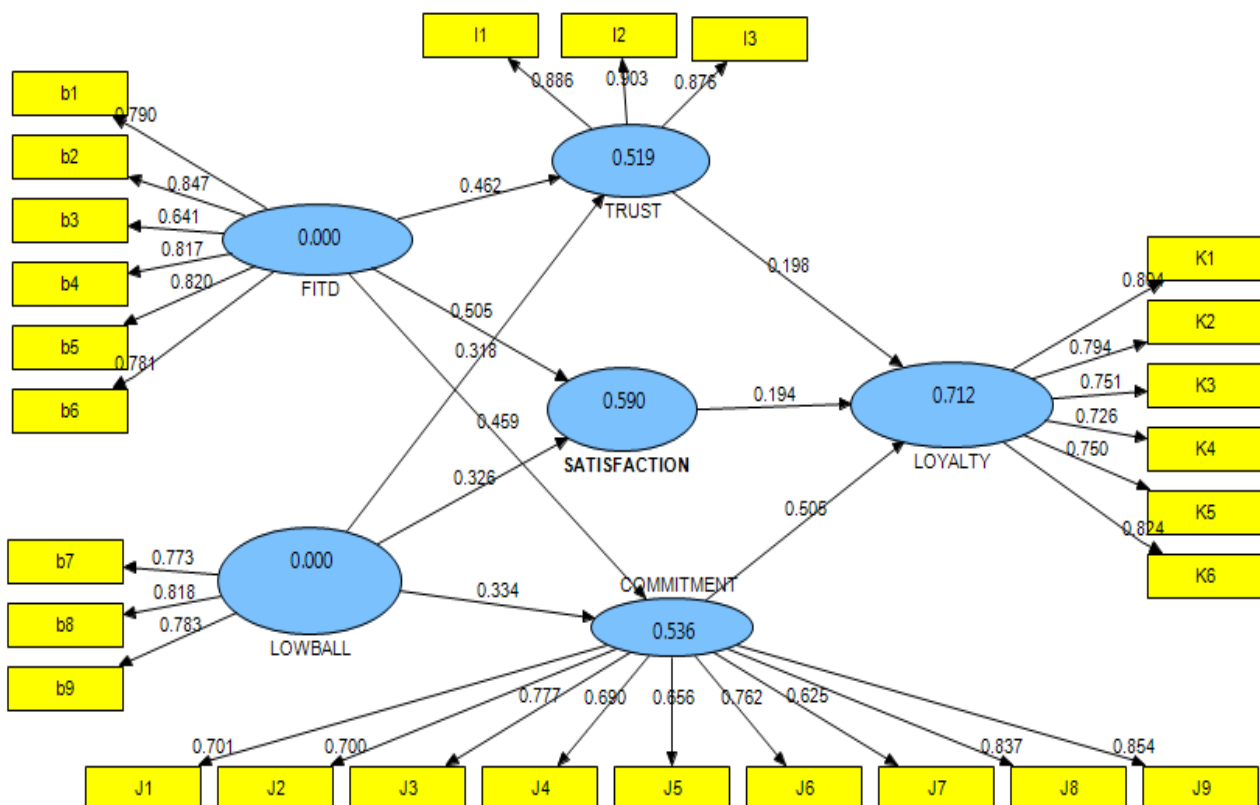 I1
I2
I3
0.886
0.903
0.876
b1
0.790
b2
0.847
b3
0.641
b4
0.817
b5
0.820
b6
0.781
0.000
FITD
0.462
0.519
TRUST
0.505
0.318
0.459
0.198
0.590
SATISFACTION
0.326
0.194
0.712
LOYALTY
K1
0.804
K2
0.794
K3
0.751
K4
0.726
K5
0.750
K6
0.824
0.505
b7
0.773
b8
0.818
b9
0.783
0.000
LOWBALL
0.334
COMMITMENT
0.536
0.701
0.700
0.777
0.690
0.656
0.762
0.625
0.837
0.854
J1
J2
J3
J4
J5
J6
J7
J8
J9